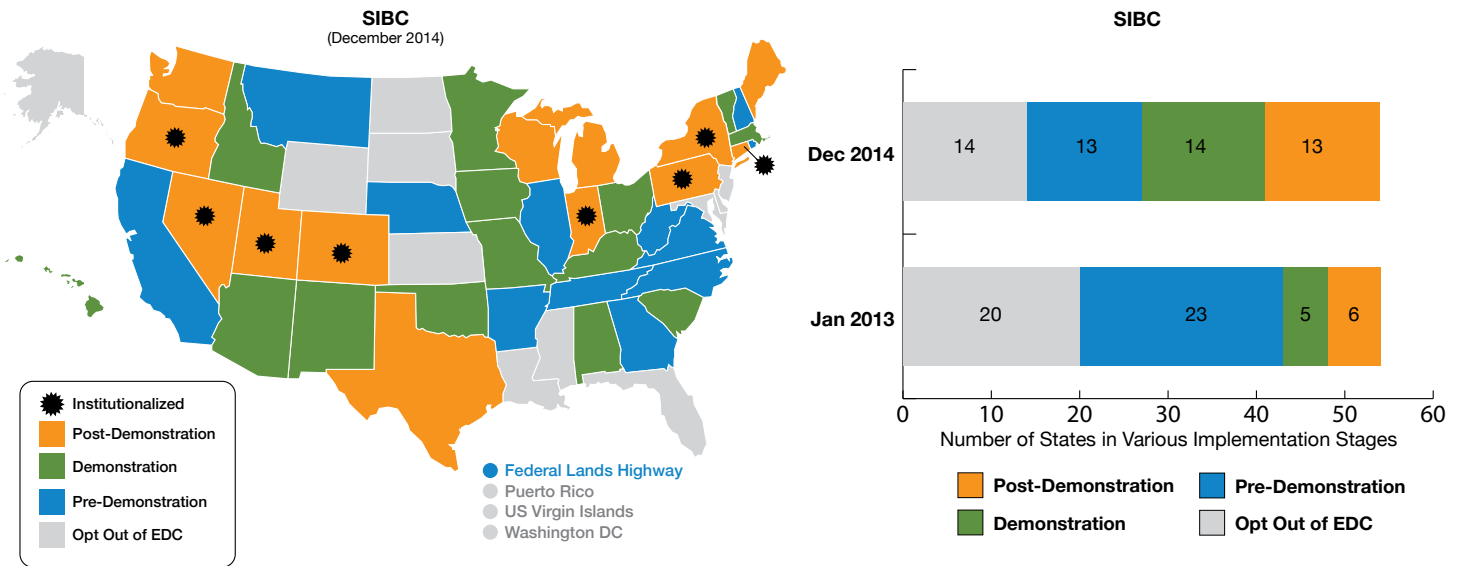 SIBC
(December 2014)
Institutionalized
Post-Demonstration
Demonstration
Pre-Demonstration
Opt Out of EDC
Federal Lands Highway
Puerto Rico
US Virgin Islands
Washington DC
SIBC
Dec 2014
14
13
14
13
Jan 2013
20
23
5
6
0
10
20
30
40
50
60
Number of States in Various Implementation Stages
Post-Demonstration
Pre-Demonstration
Demonstration
Opt Out of EDC